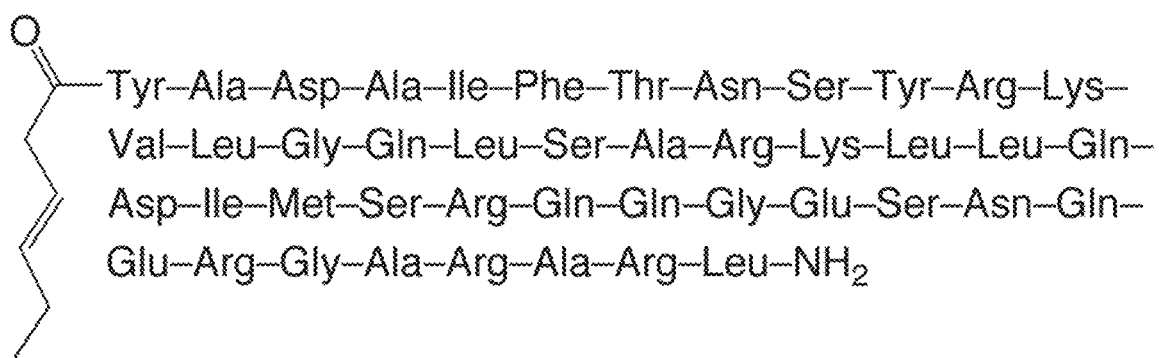 O
Tyr–Ala–Asp–Ala–Ile–Phe–Thr–Asn–Ser–Tyr–Arg–Lys–
Val–Leu–Gly–Gln–Leu–Ser–Ala–Arg–Lys–Leu–Leu–Gln–
Asp–Ile–Met–Ser–Arg–Gln–Gln–Gly–Glu–Ser–Asn–Gln–
Glu–Arg–Gly–Ala–Arg–Ala–Arg–Leu–NH₂